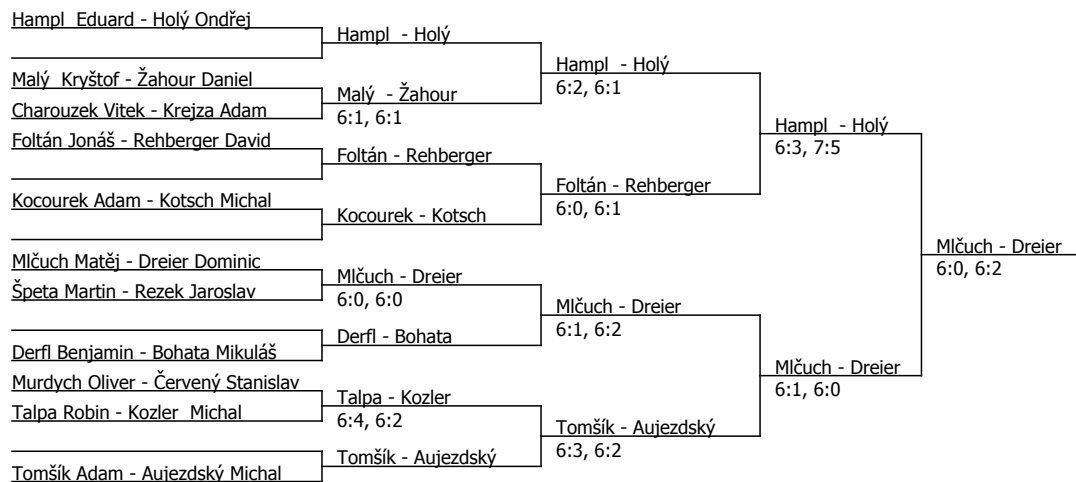 Hampl  Eduard - Holý Ondřej
Hampl  - Holý
Hampl  - Holý
6:2, 6:1
Malý  Kryštof - Žahour Daniel
Malý  - Žahour
6:1, 6:1
Charouzek Vitek - Krejza Adam
Hampl  - Holý
6:3, 7:5
Foltán Jonáš - Rehberger David
Foltán - Rehberger
Foltán - Rehberger
6:0, 6:1
Kocourek Adam - Kotsch Michal
Kocourek - Kotsch
Mlčuch - Dreier
6:0, 6:2
Mlčuch Matěj - Dreier Dominic
Mlčuch - Dreier
6:0, 6:0
Špeta Martin - Rezek Jaroslav
Mlčuch - Dreier
6:1, 6:2
Derfl - Bohata
Derfl Benjamin - Bohata Mikuláš
Mlčuch - Dreier
6:1, 6:0
Murdych Oliver - Červený Stanislav
Talpa - Kozler
6:4, 6:2
Talpa Robin - Kozler  Michal
Tomšík - Aujezdský
6:3, 6:2
Tomšík - Aujezdský
Tomšík Adam - Aujezdský Michal